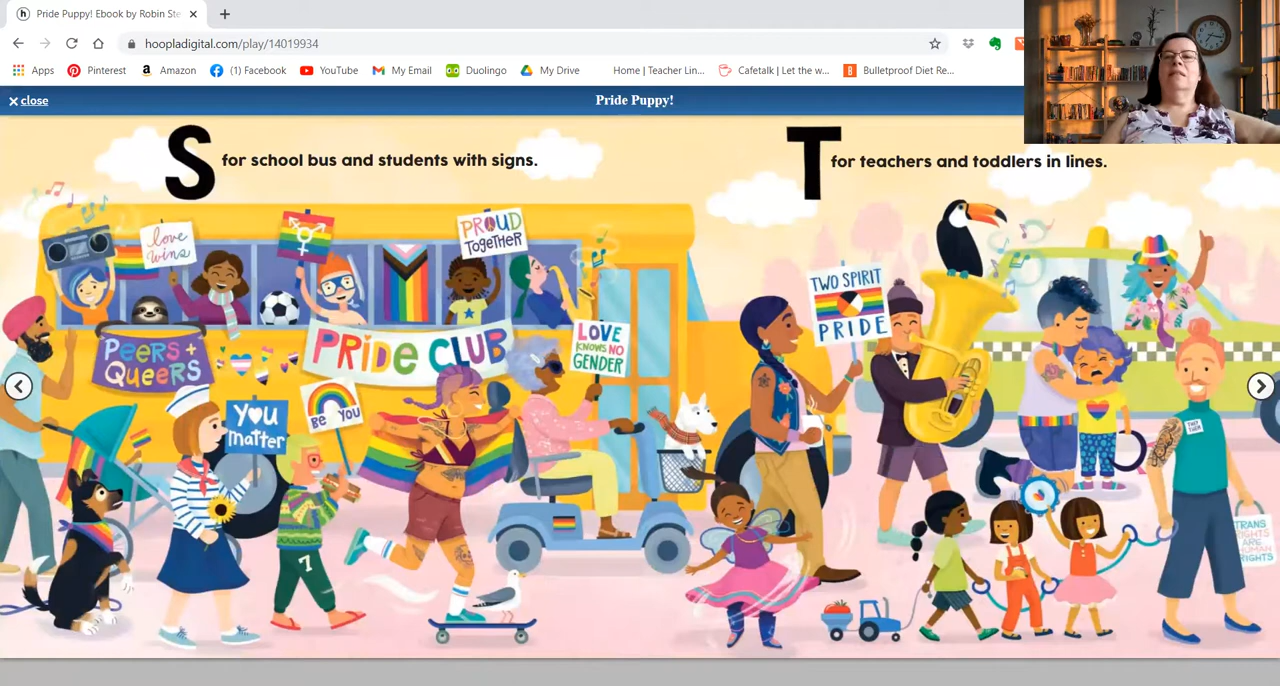 Pride Puppy! Ebook by Robin Ste
hoopladigital.com/play/14019934
Apps
Pinterest
Amazon
(1) Facebook
YouTube
My Email
Duolingo
My Drive
Home | Teacher Lin...
Cafetalk | Let the w...
Bulletproof Diet Re...
close
Pride Puppy!
S for school bus and students with signs.
T for teachers and toddlers in lines.
love
wins
PROUD
TOGETHER
PEERS +
QUEERS
PRIDE CLUB
LOVE
KNOWS NO
GENDER
YOU
matter
BE YOU
7
TWO SPIRIT
PRIDE
THEY
THEM
TRANS
RIGHTS
ARE
HUMAN
RIGHTS